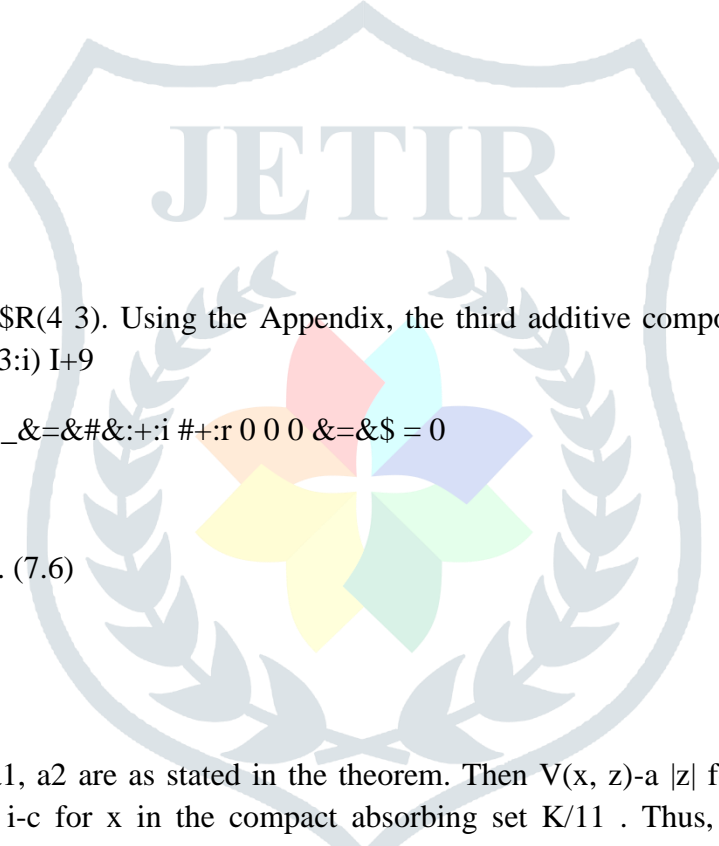 JETIR
$R(4 3). Using the Appendix, the third additive compo
3:i) I+9
_&=&#&:+:i #+:r 0 0 0 &=&$ = 0
. (7.6)
a2 are as stated in the theorem. Then V(x, z)-a |z| f
i-c for x in the compact absorbing set K/11 . Thus,